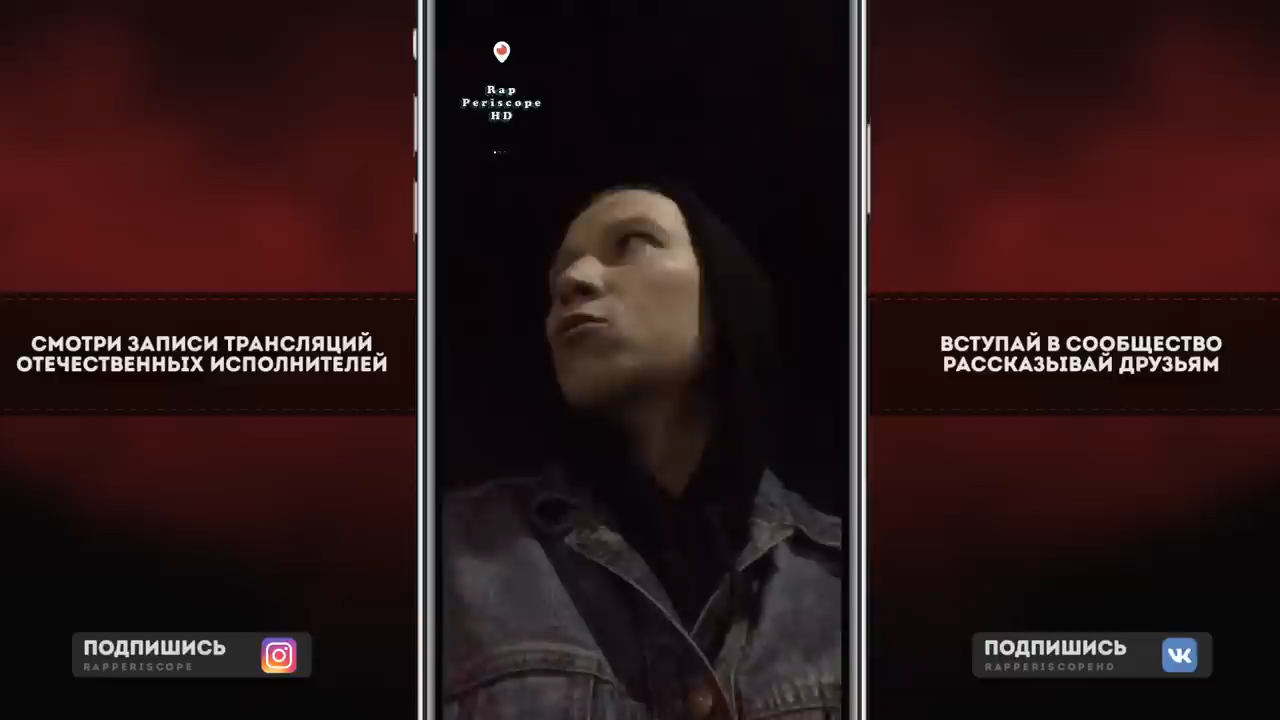 Rap
Periscope
HD
СМОТРИ ЗАПИСИ ТРАНСЛЯЦИЙ
ОТЕЧЕСТВЕННЫХ ИСПОЛНИТЕЛЕЙ
ВСТУПАЙ В СООБЩЕСТВО
РАССКАЗЫВАЙ ДРУЗЬЯМ
ПОДПИШИСЬ
RAPPERISCOPE
ПОДПИШИСЬ
RAPPERISCOPEHD